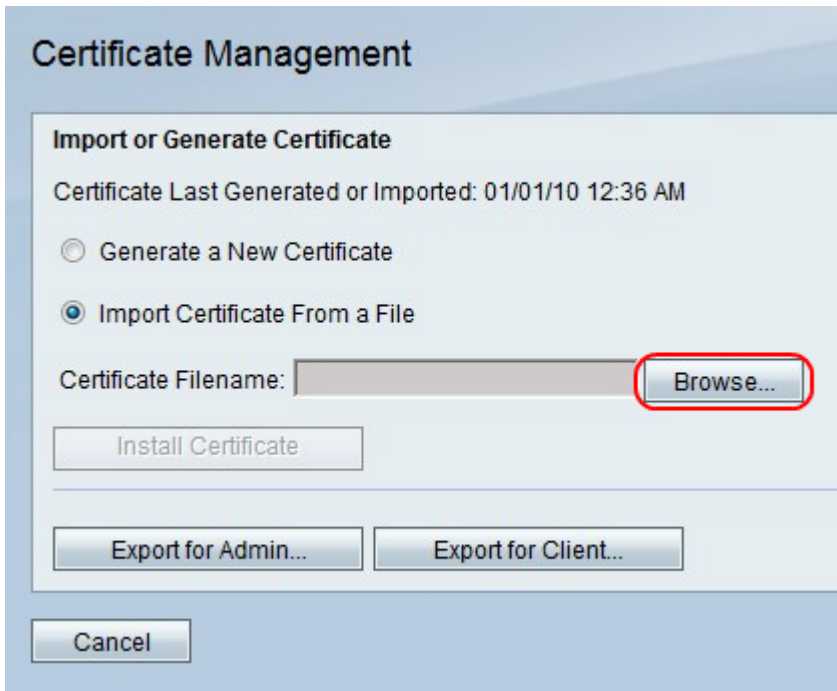 Certificate Management
Import or Generate Certificate
Certificate Last Generated or Imported: 01/01/10 12:36 AM
Generate a New Certificate
Import Certificate From a File
Certificate Filename: Browse...
Install Certificate
Export for Admin... Export for Client...
Cancel